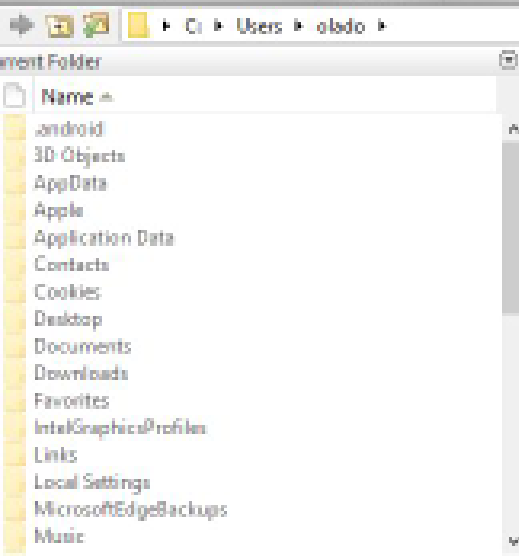 C: Users olado
rrent Folder
Name
.android
3D Objects
AppData
Apple
Application Data
Contacts
Cookies
Desktop
Documents
Downloads
Favorites
IntelGraphicsProfiles
Links
Local Settings
MicrosoftEdgeBackups
Music